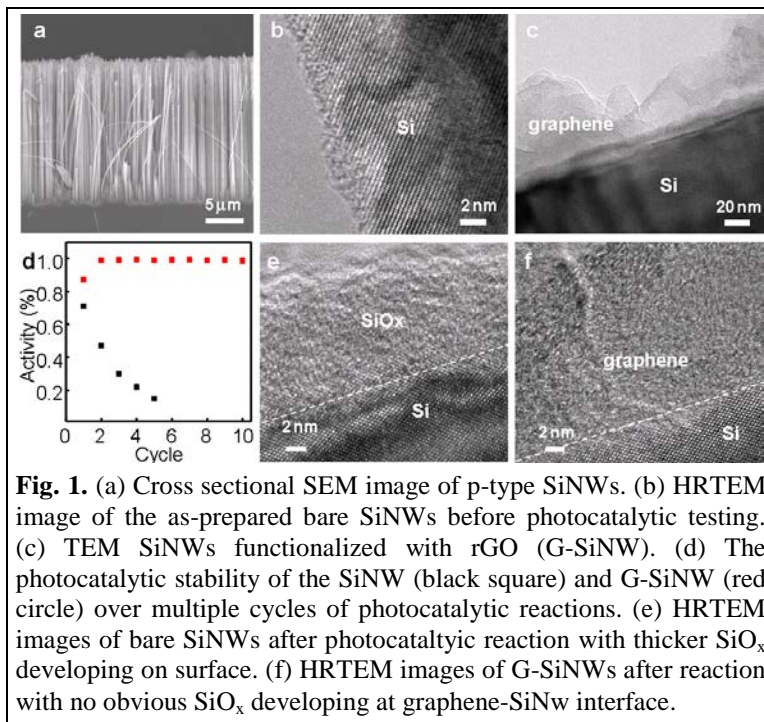 a
5 µm
b
Si
2 nm
c
graphene
Si
20 nm
d
1.0
0.8
0.6
0.4
0.2
Activity (%)
0 2 4 6 8 10
Cycle
e
SiOx
Si
2 nm
f
graphene
Si
2 nm
Fig. 1. (a) Cross sectional SEM image of p-type SiNWs. (b) HRTEM
image of the as-prepared bare SiNWs before photocatalytic testing.
(c) TEM SiNWs functionalized with rGO (G-SiNW). (d) The
photocatalytic stability of the SiNW (black square) and G-SiNW (red
circle) over multiple cycles of photocatalytic reactions. (e) HRTEM
images of bare SiNWs after photocataltyic reaction with thicker SiOx
developing on surface. (f) HRTEM images of G-SiNWs after reaction
with no obvious SiOx developing at graphene-SiNw interface.